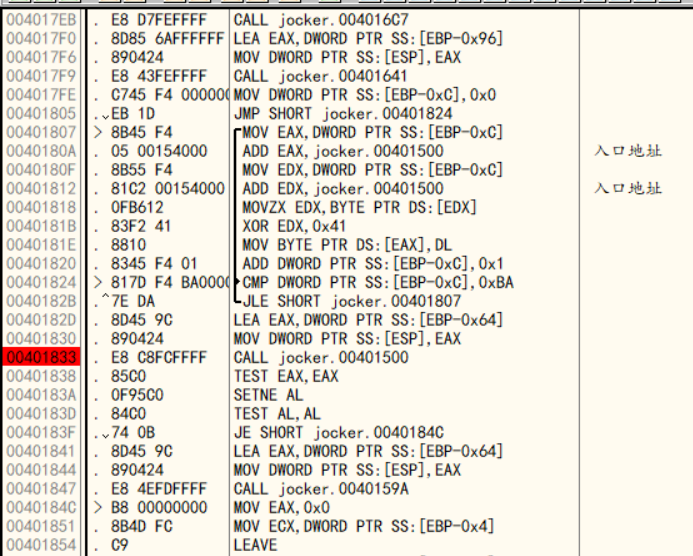 004017EB . E8 D7FEFFFF CALL jocker.004016C7
004017F0 . 8D85 6AFFFFFF LEA EAX,DWORD PTR SS:[EBP-0x96]
004017F6 . 890424 MOV DWORD PTR SS:[ESP],EAX
004017F9 . E8 43FEFFFF CALL jocker.00401641
004017FE . C745 F4 000000 MOV DWORD PTR SS:[EBP-0xC],0x0
00401805 .⌄EB 1D JMP SHORT jocker.00401824
00401807 > 8B45 F4 MOV EAX,DWORD PTR SS:[EBP-0xC]
0040180A . 05 00154000 ADD EAX,jocker.00401500 入口地址
0040180F . 8B55 F4 MOV EDX,DWORD PTR SS:[EBP-0xC]
00401812 . 81C2 00154000 ADD EDX,jocker.00401500 入口地址
00401818 . 0FB612 MOVZX EDX,BYTE PTR DS:[EDX]
0040181B . 83F2 41 XOR EDX,0x41
0040181E . 8810 MOV BYTE PTR DS:[EAX],DL
00401820 . 8345 F4 01 ADD DWORD PTR SS:[EBP-0xC],0x1
00401824 > 817D F4 BA0000 CMP DWORD PTR SS:[EBP-0xC],0xBA
0040182B .^7E DA JLE SHORT jocker.00401807
0040182D . 8D45 9C LEA EAX,DWORD PTR SS:[EBP-0x64]
00401830 . 890424 MOV DWORD PTR SS:[ESP],EAX
00401833 . E8 C8FCFFFF CALL jocker.00401500
00401838 . 85C0 TEST EAX,EAX
0040183A . 0F95C0 SETNE AL
0040183D . 84C0 TEST AL,AL
0040183F .⌄74 0B JE SHORT jocker.0040184C
00401841 . 8D45 9C LEA EAX,DWORD PTR SS:[EBP-0x64]
00401844 . 890424 MOV DWORD PTR SS:[ESP],EAX
00401847 . E8 4EFDFFFF CALL jocker.0040159A
0040184C > B8 00000000 MOV EAX,0x0
00401851 . 8B4D FC MOV ECX,DWORD PTR SS:[EBP-0x4]
00401854 . C9 LEAVE